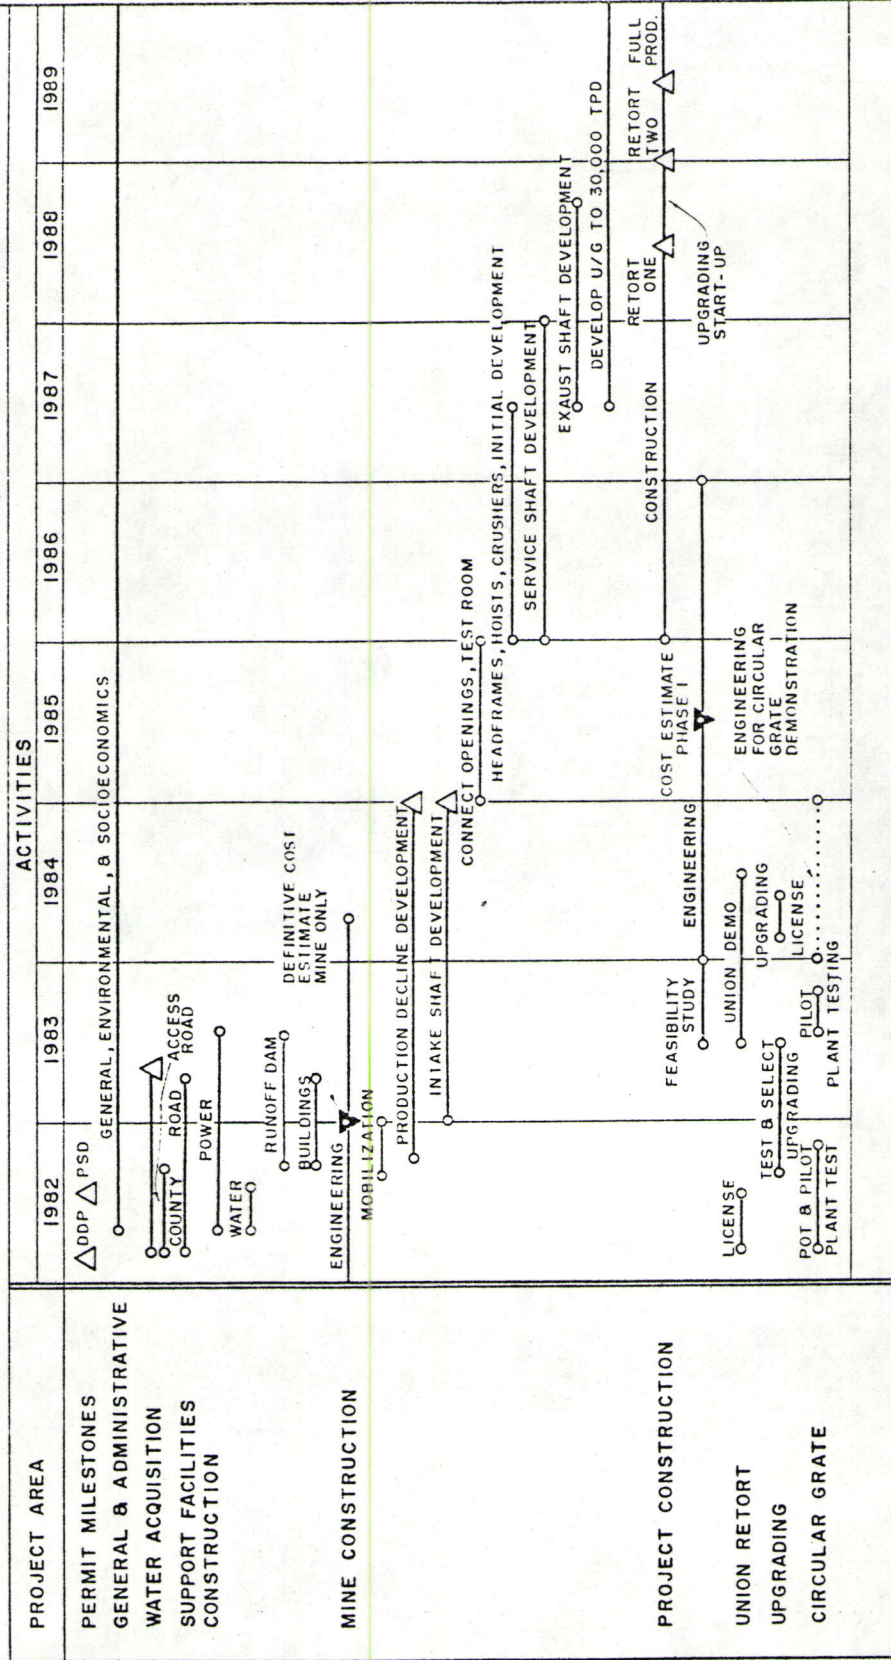 PROJECT AREA
ACTIVITIES
1982
1983
1984
1985
1986
1987
1988
1989
PERMIT MILESTONES
DDP
PSD
GENERAL & ADMINISTRATIVE
GENERAL, ENVIRONMENTAL, & SOCIOECONOMICS
WATER ACQUISITION
ACCESS
ROAD
SUPPORT FACILITIES
CONSTRUCTION
COUNTY ROAD
POWER
WATER
RUNOFF DAM
BUILDINGS
MINE CONSTRUCTION
ENGINEERING
DEFINITIVE COST
ESTIMATE
MINE ONLY
MOBILIZATION
PRODUCTION DECLINE DEVELOPMENT
INTAKE SHAFT DEVELOPMENT
CONNECT OPENINGS, TEST ROOM
HEADFRAMES, HOISTS, CRUSHERS, INITIAL DEVELOPMENT
SERVICE SHAFT DEVELOPMENT
EXAUST SHAFT DEVELOPMENT
DEVELOP U/G TO 30,000 TPD
PROJECT CONSTRUCTION
FEASIBILITY
STUDY
ENGINEERING
COST ESTIMATE
PHASE I
CONSTRUCTION
RETORT
ONE
RETORT
TWO
FULL
PROD.
UPGRADING
START-UP
UNION RETORT
LICENSE
UNION DEMO
UPGRADING
TEST & SELECT
UPGRADING
UPGRADING
LICENSE
ENGINEERING
FOR CIRCULAR
GRATE
DEMONSTRATION
CIRCULAR GRATE
POT & PILOT
PLANT TEST
PILOT
PLANT TESTING